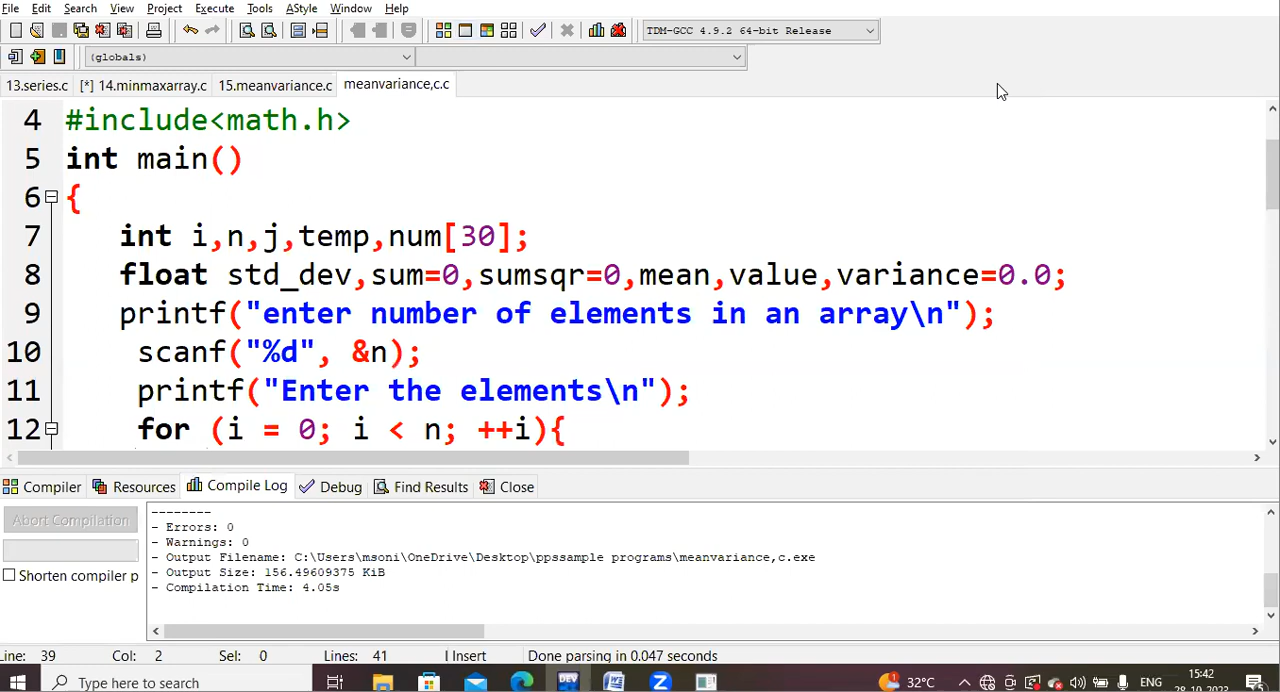 File Edit Search View Project Execute Tools AStyle Window Help
TDM-GCC 4.9.2 64-bit Release
(globals)
13.series.c [*] 14.minmaxarray.c 15.meanvariance.c meanvariance,c.c
4 #include<math.h>
5 int main()
6 {
7 int i,n,j,temp,num[30];
8 float std_dev,sum=0,sumsqr=0,mean,value,variance=0.0;
9 printf("enter number of elements in an array\n");
10 scanf("%d", &n);
11 printf("Enter the elements\n");
12 for (i = 0; i < n; ++i){
Compiler Resources Compile Log Debug Find Results Close
Abort Compilation
Shorten compiler p
--------
- Errors: 0
- Warnings: 0
- Output Filename: C:\Users\msoni\OneDrive\Desktop\ppssample programs\meanvariance,c.exe
- Output Size: 156.49609375 KiB
- Compilation Time: 4.05s
Line: 39 Col: 2 Sel: 0 Lines: 41 Insert Done parsing in 0.047 seconds
Type here to search
DEV
32°C
ENG
15:42
28-10-2023